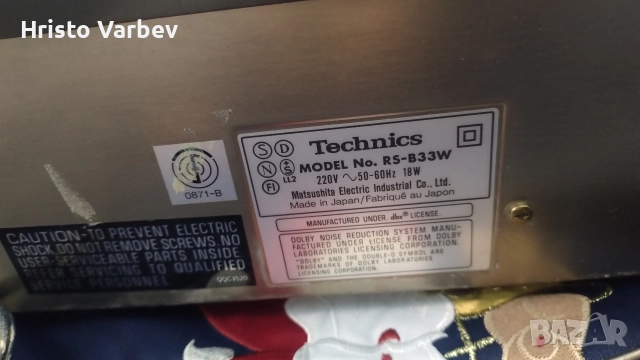 Hristo Varbev
S D N FI
LL2
Technics
MODEL No. RS-B33W
220V ~50-60Hz 18W
Matsushita Electric Industrial Co., Ltd.
Made in Japan/Fabriqué au Japon
MANUFACTURED UNDER dbx® LICENSE.
DOLBY NOISE REDUCTION SYSTEM MANU-
FACTURED UNDER LICENSE FROM DOLBY
LABORATORIES LICENSING CORPORATION.
"DOLBY" AND THE DOUBLE-D SYMBOL ARE
TRADEMARKS OF DOLBY LABORATORIES
LICENSING CORPORATION.
0871-B
CAUTION-TO PREVENT ELECTRIC
SHOCK, DO NOT REMOVE SCREWS. NO
USER-SERVICEABLE PARTS INSIDE
SERVICING TO QUALIFIED
PERSONNEL.
BAZAR